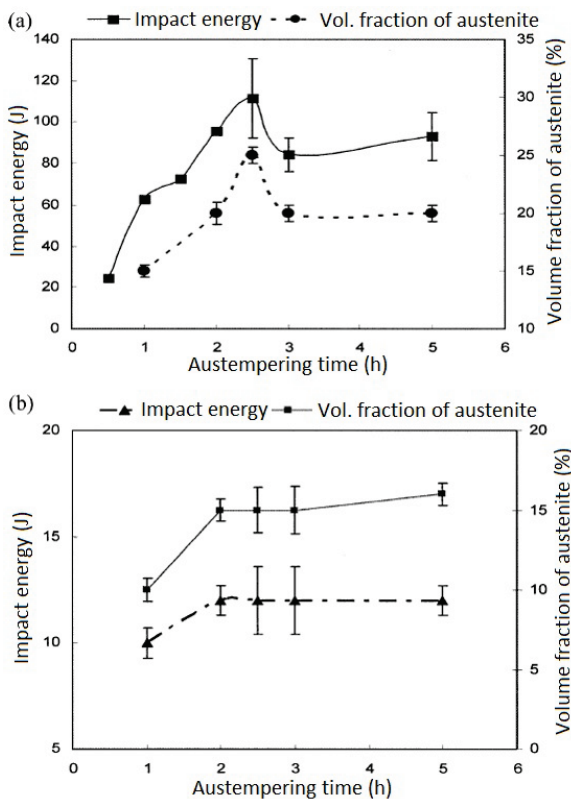 (a)
Impact energy Vol. fraction of austenite
140 35
120
100 30
80 25
60 20
40
20 15
0 10
0 1 2 3 4 5 6
Impact energy (J)
Volume fraction of austenite (%)
Austempering time (h)
(b)
Impact energy Vol. fraction of austenite
20 20
15 15
10 10
5
5 0
0 1 2 3 4 5 6
Impact energy (J)
Volume fraction of austenite (%)
Austempering time (h)